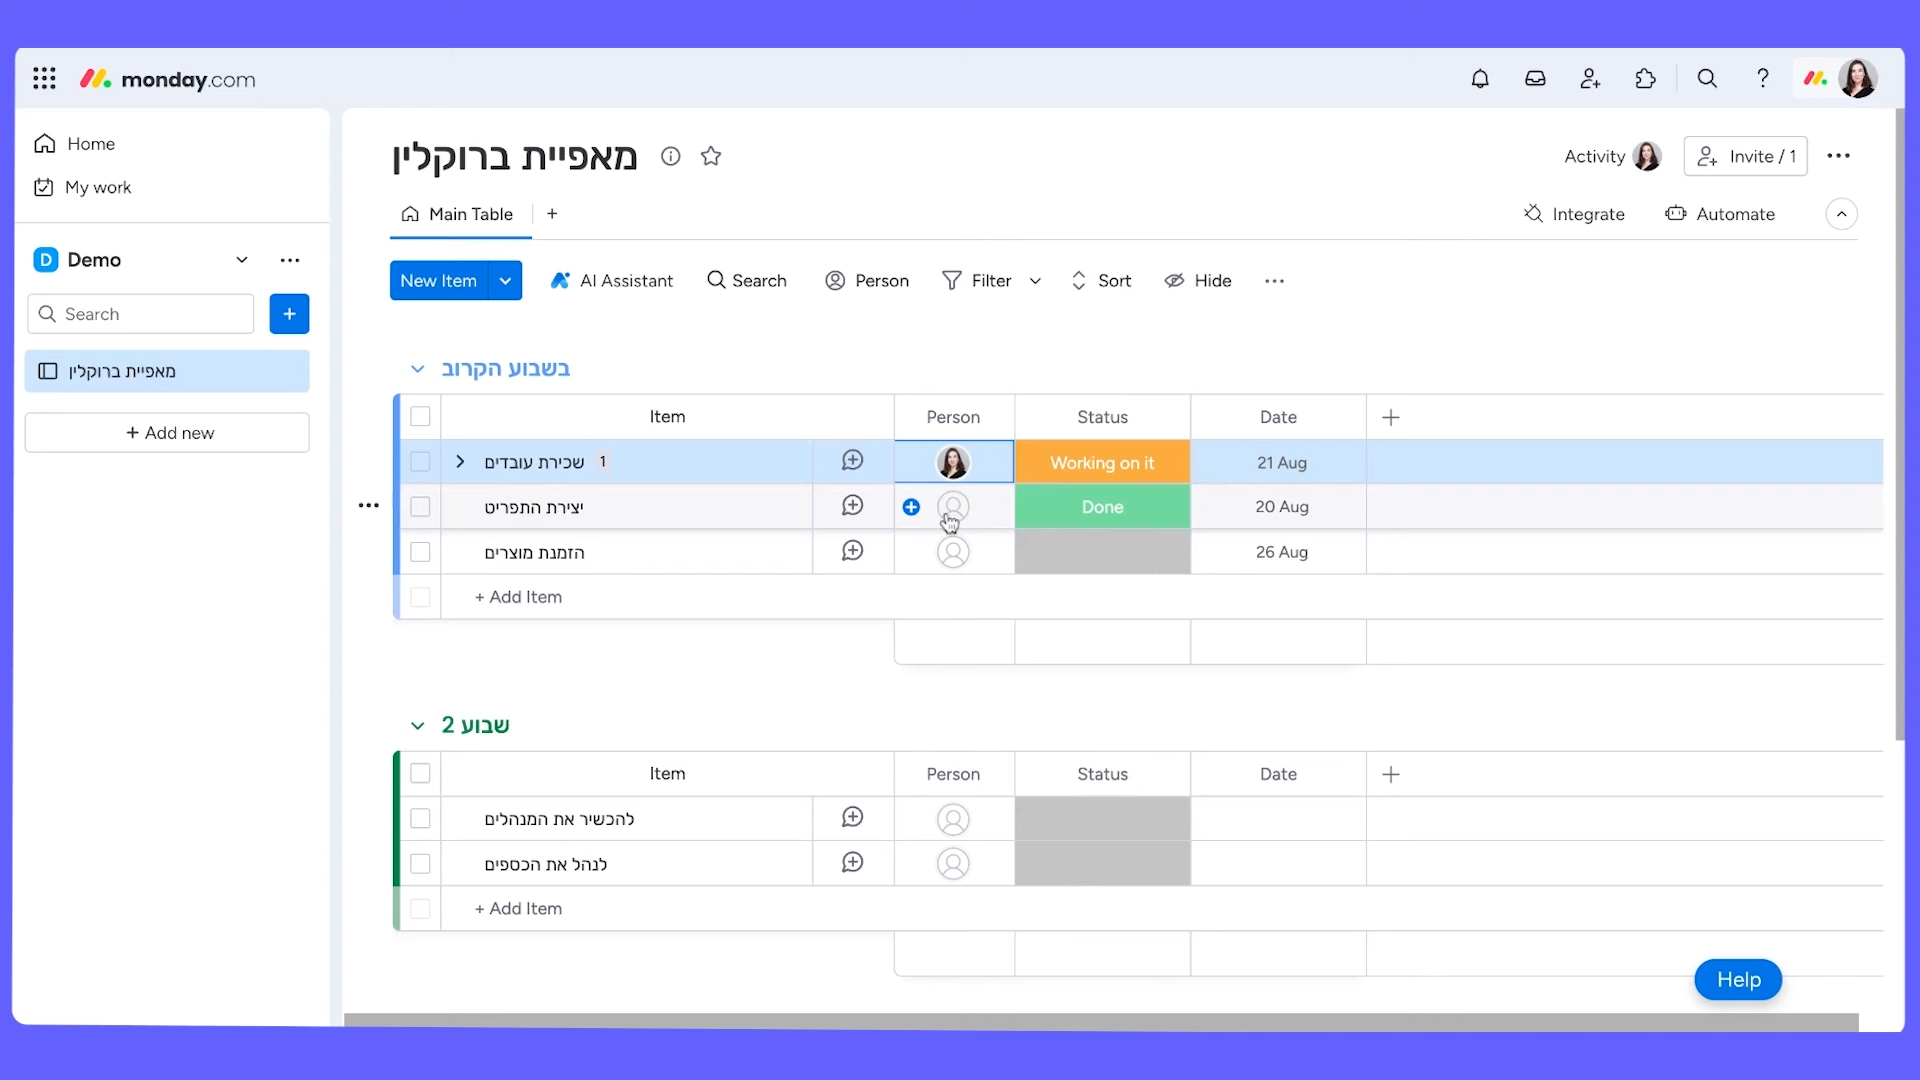 monday.com
Home
My work
D Demo
Search
+
מאפיית ברוקלין
+ Add new
מאפיית ברוקלין
Activity
Invite / 1
Main Table +
Integrate
Automate
New Item
AI Assistant
Search
Person
Filter
Sort
Hide
בשבוע הקרוב
Item Person Status Date +
שכירת עובדים 1 Working on it 21 Aug
יצירת התפריט Done 20 Aug
הזמנת מוצרים 26 Aug
+ Add Item
שבוע 2
Item Person Status Date +
להכשיר את המנהלים
לנהל את הכספים
+ Add Item
Help